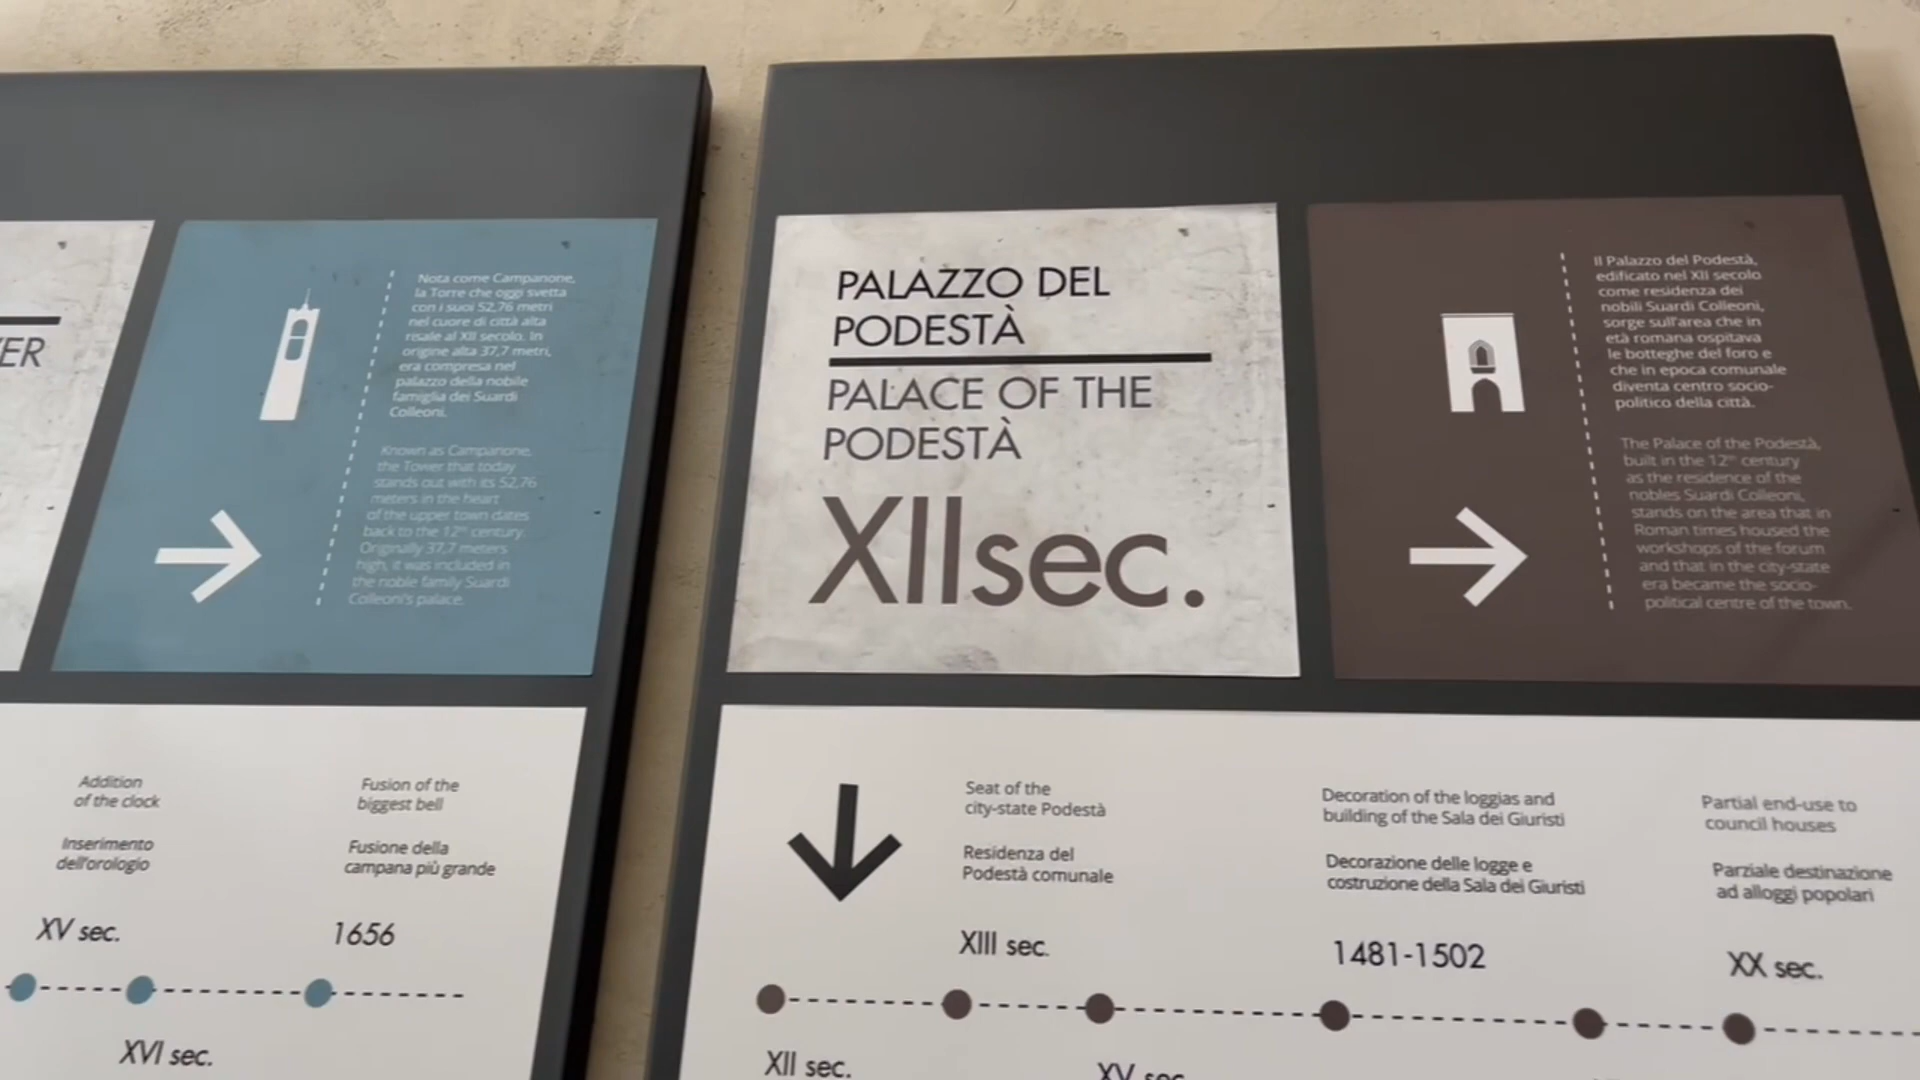 VER
Nota come Campanone,
la Torre che oggi svetta
con i suoi 52,76 metri
nel cuore di città alta
risale al XII secolo. In
origine alta 37,7 metri,
era compresa nel
palazzo della nobile
famiglia dei Suardi
Colleoni.
Known as Campanone,
the Tower that today
stands out with its 52,76
meters in the heart
of the upper town dates
back to the 12th century.
Originally 37,7 meters
high, it was included in
the noble family Suardi
Colleoni's palace.
Addition
of the clock
Inserimento
dell'orologio
XV sec.
Fusion of the
biggest bell
Fusione della
campana più grande
1656
XVI sec.
PALAZZO DEL
PODESTÀ
PALACE OF THE
PODESTÀ
XIIsec.
Il Palazzo del Podestà,
edificato nel XII secolo
come residenza dei
nobili Suardi Colleoni,
sorge sull'area che in
età romana ospitava
le botteghe del foro e
che in epoca comunale
diventa centro socio-
politico della città.
The Palace of the Podestà,
built in the 12th century
as the residence of the
nobles Suardi Colleoni,
stands on the area that in
Roman times housed the
workshops of the forum
and that in the city-state
era became the socio-
political centre of the town.
Seat of the
city-state Podestà
Residenza del
Podestà comunale
XIII sec.
Decoration of the loggias and
building of the Sala dei Giuristi
Decorazione delle logge e
costruzione della Sala dei Giuristi
1481-1502
Partial end-use to
council houses
Parziale destinazione
ad alloggi popolari
XX sec.
XII sec.
XV sec.